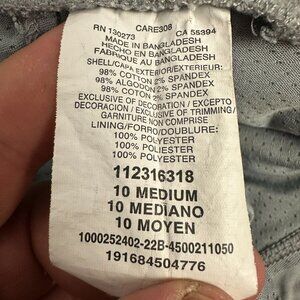 RN 130273 CARE308 CA 56394
MADE IN BANGLADESH
HECHO EN BANGLADESH
FABRIQUE AU BANGLADESH
SHELL/CAPA EXTERIOR/EXTERIEUR:
98% COTTON 2% SPANDEX
98% ALGODON 2% SPANDEX
98% COTON 2% SPANDEX
EXCLUSIVE OF DECORATION / EXCEPTO
DECORACION / EXCLUSIVE OF TRIMMING/
GARNITURE NON COMPRISE
LINING/FORRO/DOUBLURE:
100% POLYESTER
100% POLIESTER
100% POLYESTER
112316318
10 MEDIUM
10 MEDIANO
10 MOYEN
1000252402-22B-4500211050
191684504776